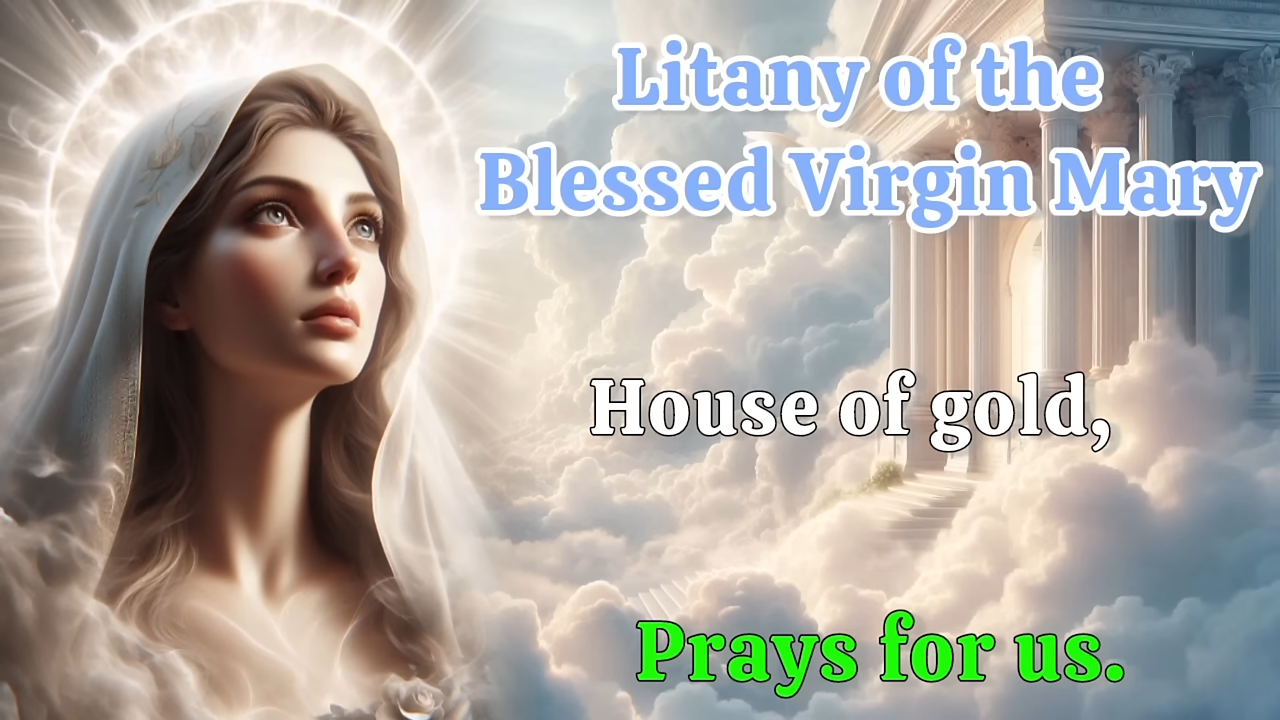 Litany of the
Blessed Virgin Mary
House of gold,
Prays for us.